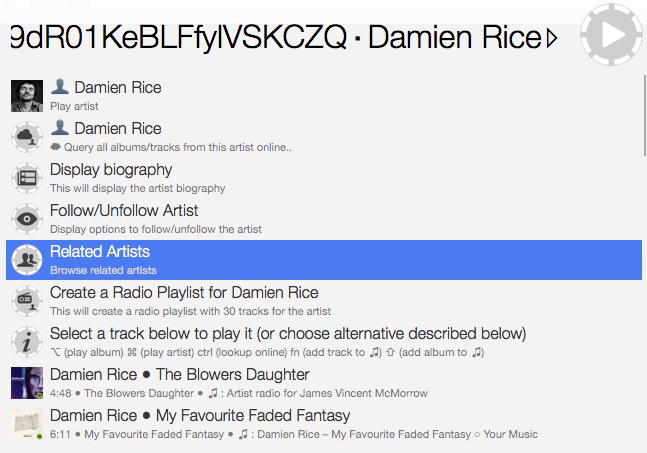 9dR01KeBLFfylVSKCZQ · Damien Rice▹
👤 Damien Rice
Play artist
👤 Damien Rice
☁ Query all albums/tracks from this artist online..
Display biography
This will display the artist biography
Follow/Unfollow Artist
Display options to follow/unfollow the artist
Related Artists
Browse related artists
Create a Radio Playlist for Damien Rice
This will create a radio playlist with 30 tracks for the artist
Select a track below to play it (or choose alternative described below)
⌥ (play album) ⌘ (play artist) ctrl (lookup online) fn (add track to ♫) ⇧ (add album to ♫)
Damien Rice ● The Blowers Daughter
4:48 ● The Blowers Daughter ● ♫ : Artist radio for James Vincent McMorrow
Damien Rice ● My Favourite Faded Fantasy
6:11 ● My Favourite Faded Fantasy ● ♫ : Damien Rice – My Favourite Faded Fantasy ○ Your Music